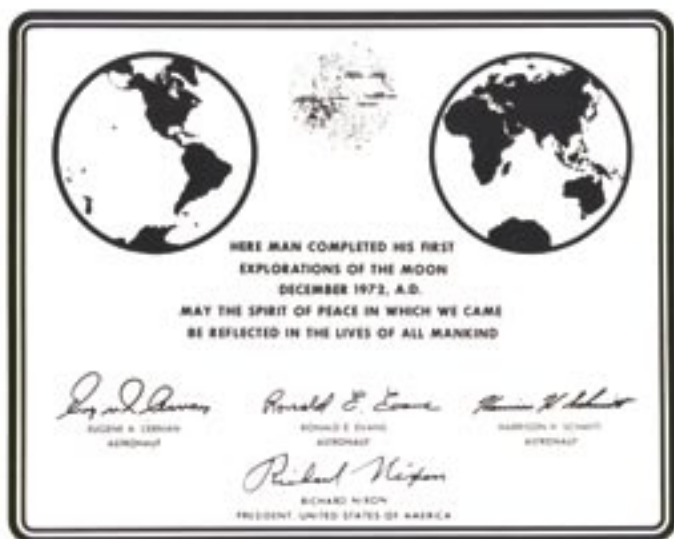 HERE MAN COMPLETED HIS FIRST
EXPLORATIONS OF THE MOON
DECEMBER 1972, A.D.
MAY THE SPIRIT OF PEACE IN WHICH WE CAME
BE REFLECTED IN THE LIVES OF ALL MANKIND
Ronald E. Evans
EUGENE A. CERNAN
RONALD E. EVANS
HARRISON H. SCHMITT
ASTRONAUT
ASTRONAUT
ASTRONAUT
Richard Nixon
RICHARD NIXON
PRESIDENT, UNITED STATES OF AMERICA